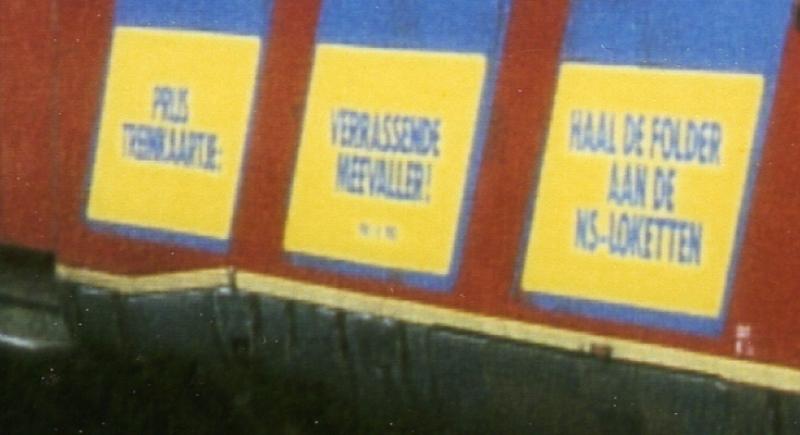 PRIJS
TREINKAARTJE:
VERRASSENDE
MEEVALLER!
HAAL DE FOLDER
AAN DE
NS-LOKETTEN